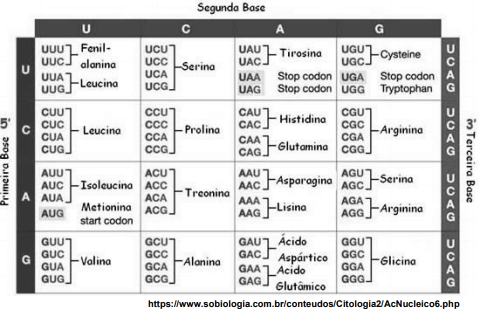 Segunda Base
U C A G
Primeira Base 5'
3' Terceira Base
U
UUU
UUC
Fenil-
alanina
UUA
UUG
Leucina
UCU
UCC
UCA
UCG
Serina
UAU
UAC
Tirosina
UAA Stop codon
UAG Stop codon
UGU
UGC
Cysteine
UGA Stop codon
UGG Tryptophan
U
C
A
G
C
CUU
CUC
CUA
CUG
Leucina
CCU
CCC
CCA
CCG
Prolina
CAU
CAC
Histidina
CAA
CAG
Glutamina
CGU
CGC
CGA
CGG
Arginina
U
C
A
G
A
AUU
AUC
AUA
Isoleucina
AUG Metionina
start codon
ACU
ACC
ACA
ACG
Treonina
AAU
AAC
Asparagina
AAA
AAG
Lisina
AGU
AGC
Serina
AGA
AGG
Arginina
U
C
A
G
G
GUU
GUC
GUA
GUG
Valina
GCU
GCC
GCA
GCG
Alanina
GAU
GAC
Ácido
Aspártico
GAA
GAG
Acido
Glutâmico
GGU
GGC
GGA
GGG
Glicina
U
C
A
G
https://www.sobiologia.com.br/conteudos/Citologia2/AcNucleico6.php